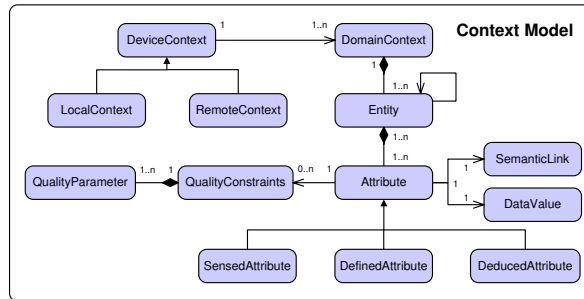 Context Model
DeviceContext 1 1..n DomainContext
1
1..n
LocalContext RemoteContext Entity
1..n
1..n
SemanticLink
1
QualityParameter 1..n 1 QualityConstraints 0..n 1 Attribute 1
1
DataValue
SensedAttribute DefinedAttribute DeducedAttribute